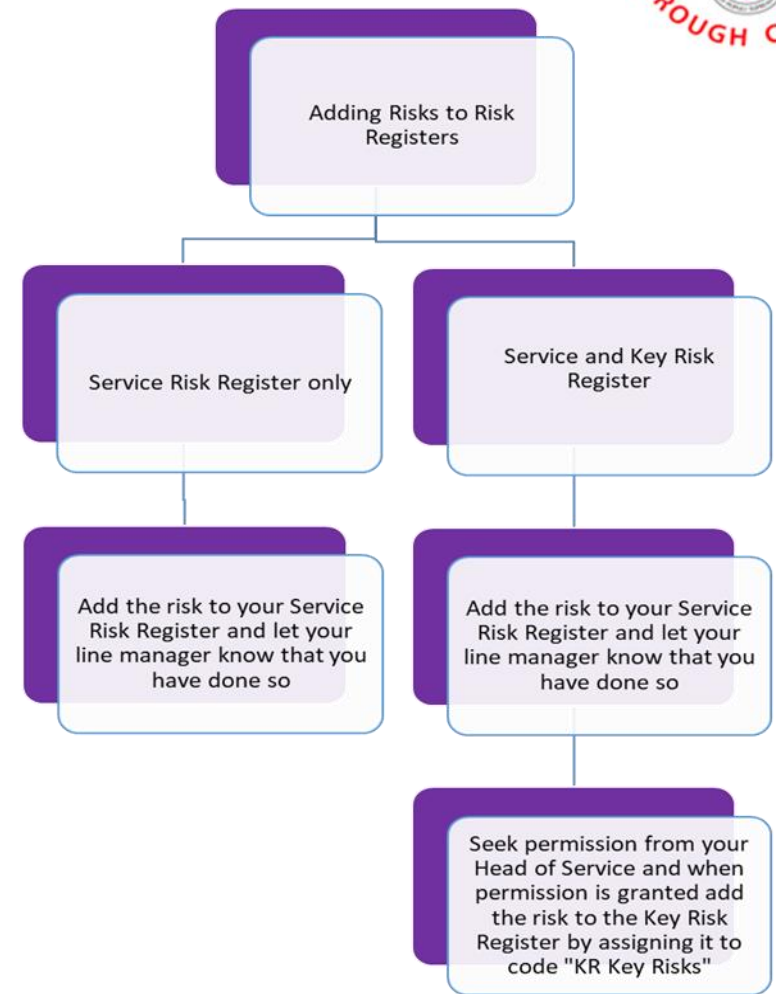 ROUGH
Adding Risks to Risk
Registers
Service Risk Register only
Service and Key Risk
Register
Add the risk to your Service
Risk Register and let your
line manager know that you
have done so
Add the risk to your Service
Risk Register and let your
line manager know that you
have done so
Seek permission from your
Head of Service and when
permission is granted add
the risk to the Key Risk
Register by assigning it to
code "KR Key Risks"